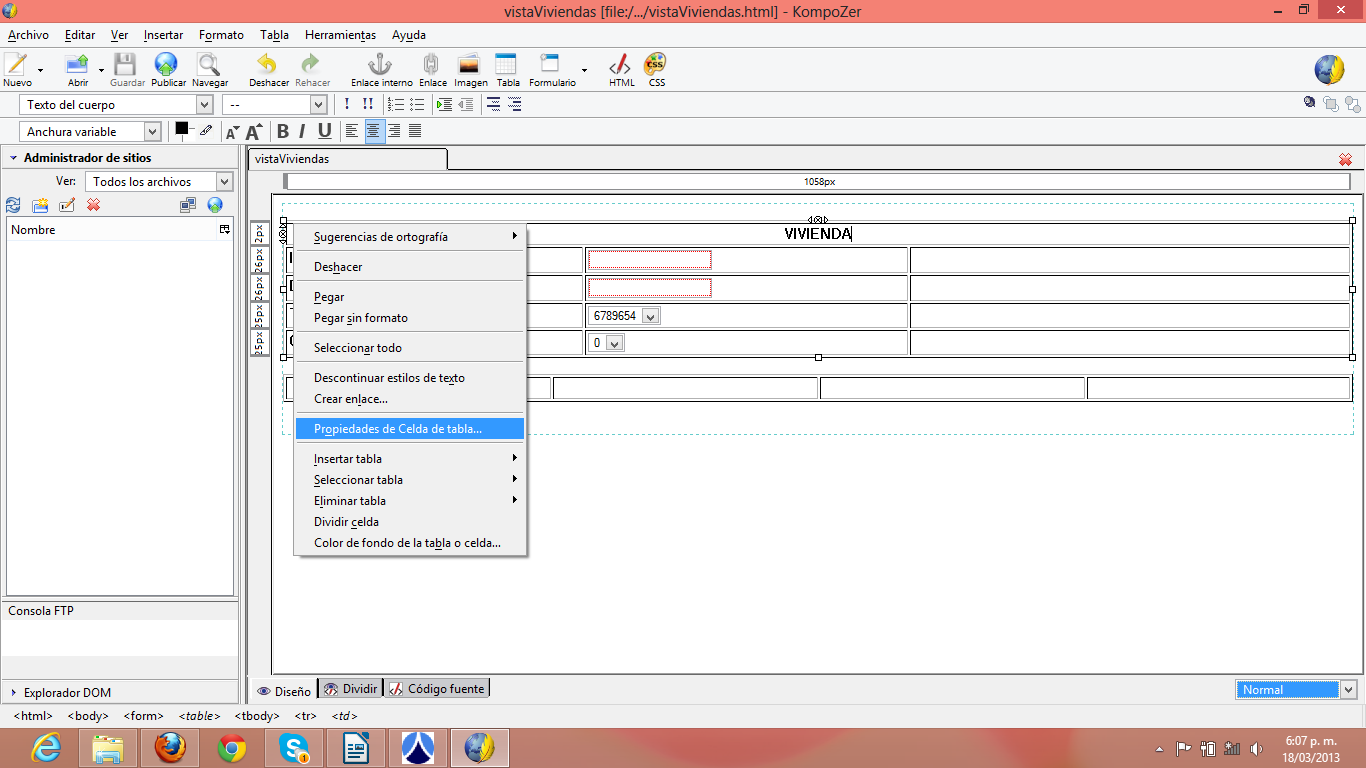 vistaViviendas [file:/.../vistaViviendas.html] - KompoZer
Archivo Editar Ver Insertar Formato Tabla Herramientas Ayuda
Nuevo Abrir Guardar Publicar Navegar Deshacer Rehacer Enlace interno Enlace Imagen Tabla Formulario HTML CSS
Texto del cuerpo -- ! !!
Anchura variable A A B I U
Administrador de sitios
vistaViviendas
Ver: Todos los archivos
1058px
Nombre
2px
26px
26px
25px
25px
VIVIENDA
6789654
0
Sugerencias de ortografía
Deshacer
Pegar
Pegar sin formato
Seleccionar todo
Descontinuar estilos de texto
Crear enlace...
Propiedades de Celda de tabla...
Insertar tabla
Seleccionar tabla
Eliminar tabla
Dividir celda
Color de fondo de la tabla o celda...
Consola FTP
Explorador DOM
Diseño Dividir Código fuente Normal
<html> <body> <form> <table> <tbody> <tr> <td>
6:07 p. m.
18/03/2013